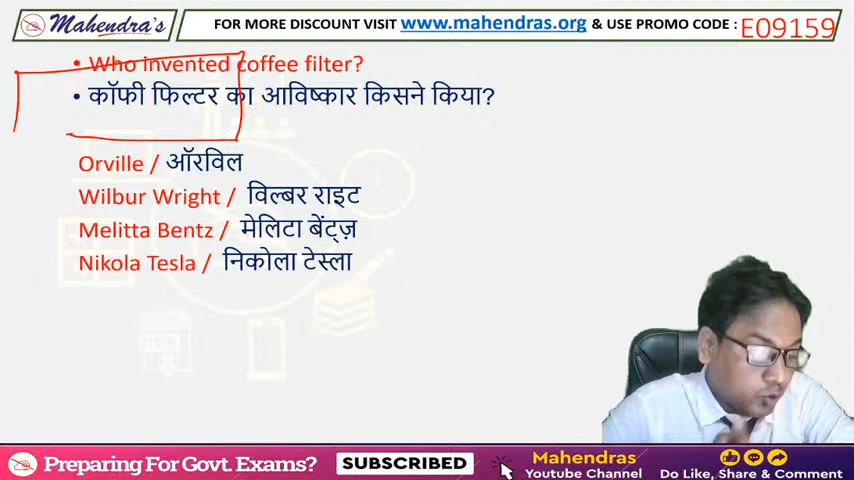 Mahendra's
FOR MORE DISCOUNT VISIT www.mahendras.org & USE PROMO CODE : E09159
• Who invented coffee filter?
• कॉफी फिल्टर का आविष्कार किसने किया?
Orville / ऑरविल
Wilbur Wright / विल्बर राइट
Melitta Bentz / मेलिटा बेंट्ज़
Nikola Tesla / निकोला टेस्ला
Preparing For Govt. Exams? SUBSCRIBED Mahendras
Youtube Channel Do Like, Share & Comment